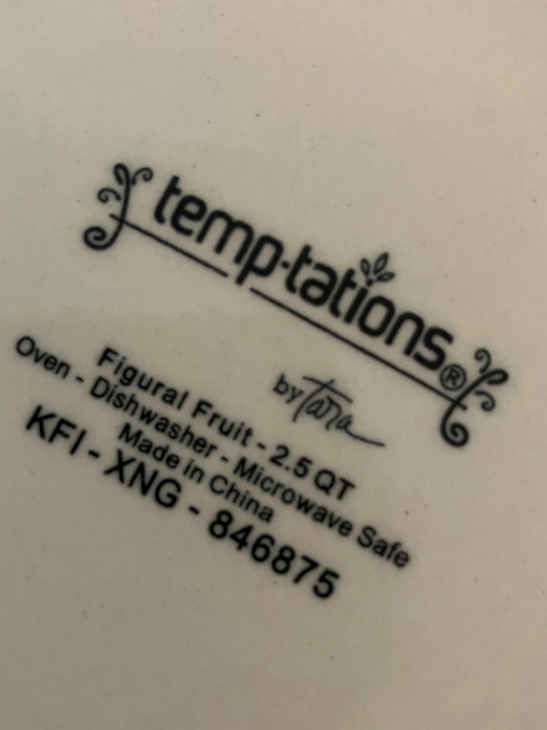 temp·tations®
by Tara
Figural Fruit - 2.5 QT
Oven - Dishwasher - Microwave Safe
Made in China
KFI - XNG - 846875